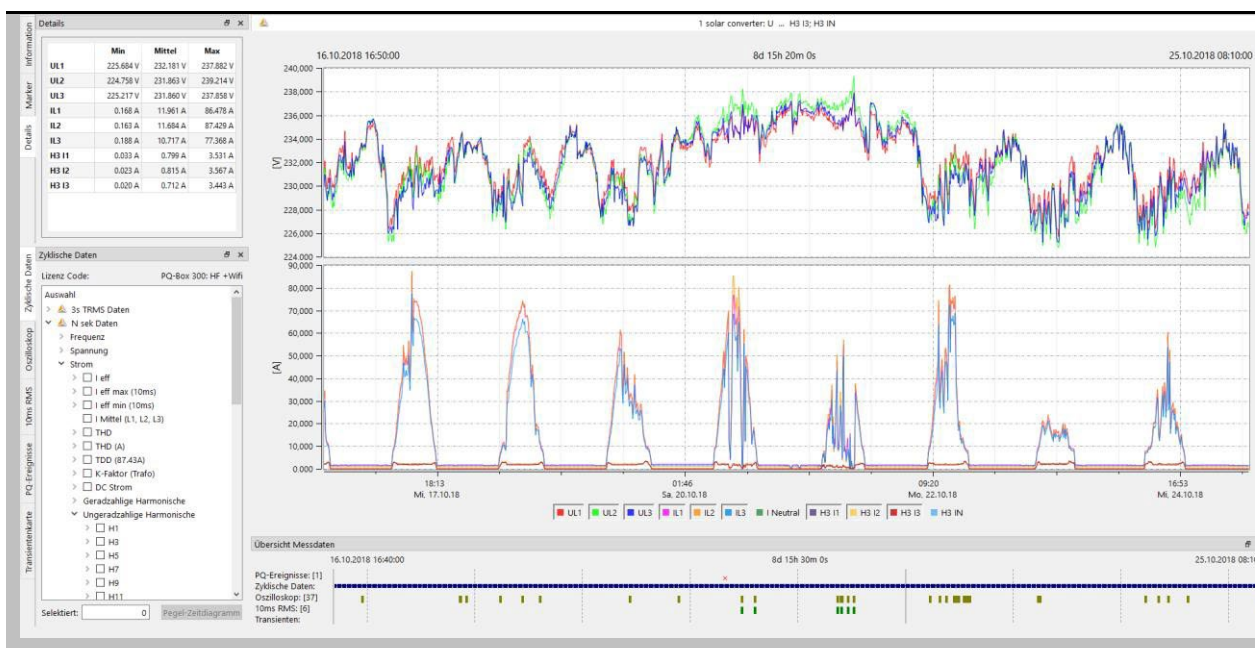 Details
1 solar converter: U ... H3 I3; H3 IN
Information
Marker
Details
Min Mittel Max
UL1 225.684 V 232.181 V 237.882 V
UL2 224.758 V 231.863 V 239.214 V
UL3 225.217 V 231.860 V 237.858 V
IL1 0.168 A 11.961 A 86.478 A
IL2 0.163 A 11.684 A 87.429 A
IL3 0.188 A 10.717 A 77.368 A
H3 I1 0.033 A 0.799 A 3.531 A
H3 I2 0.023 A 0.815 A 3.567 A
H3 I3 0.020 A 0.712 A 3.443 A
Zyklische Daten
Oszilloskop
10ms RMS
PQ-Ereignisse
Transientenkarte
Zyklische Daten
Lizenz Code: PQ-Box 300; HF +Wifi
Auswahl
3s TRMS Daten
N sek Daten
Frequenz
Spannung
Strom
I eff
I eff max (10ms)
I eff min (10ms)
I Mittel (L1, L2, L3)
THD
THD (A)
TDD (87.43A)
K-Faktor (Trafo)
DC Strom
Geradzahlige Harmonische
Ungeradzahlige Harmonische
H1
H3
H5
H7
H9
H11
Selektiert: 0 Pegel-Zeitdiagramm
16.10.2018 16:50:00 8d 15h 20m 0s 25.10.2018 08:10:00
240,000
238,000
236,000
234,000
232,000
230,000
228,000
226,000
224,000
[V]
90,000
80,000
70,000
60,000
50,000
40,000
30,000
20,000
10,000
0.000
[A]
18:13 01:46 09:20 16:53
Mi, 17.10.18 Sa. 20.10.18 Mo, 22.10.18 Mi, 24.10.18
UL1 UL2 UL3 IL1 IL2 IL3 I Neutral H3 I1 H3 I2 H3 I3 H3 IN
Übersicht Messdaten
16.10.2018 16:40:00 8d 15h 30m 0s 25.10.2018 08:10
PQ-Ereignisse: [1]
Zyklische Daten:
Oszilloskop: [37]
10ms RMS: [6]
Transienten: